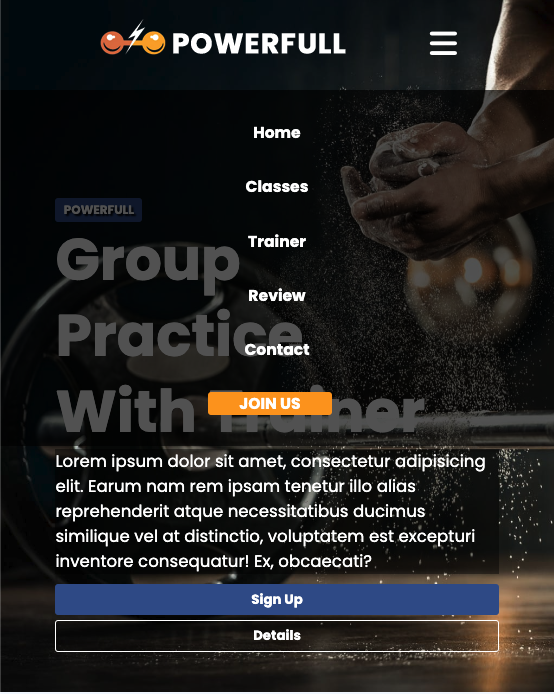 POWERFULL
Home
Classes
Trainer
Review
Contact
JOIN US
POWERFULL
Group
Practice
With Trainer
Lorem ipsum dolor sit amet, consectetur adipisicing
elit. Earum nam rem ipsam tenetur illo alias
reprehenderit atque necessitatibus ducimus
similique vel at distinctio, voluptatem est excepturi
inventore consequatur! Ex, obcaecati?
Sign Up
Details